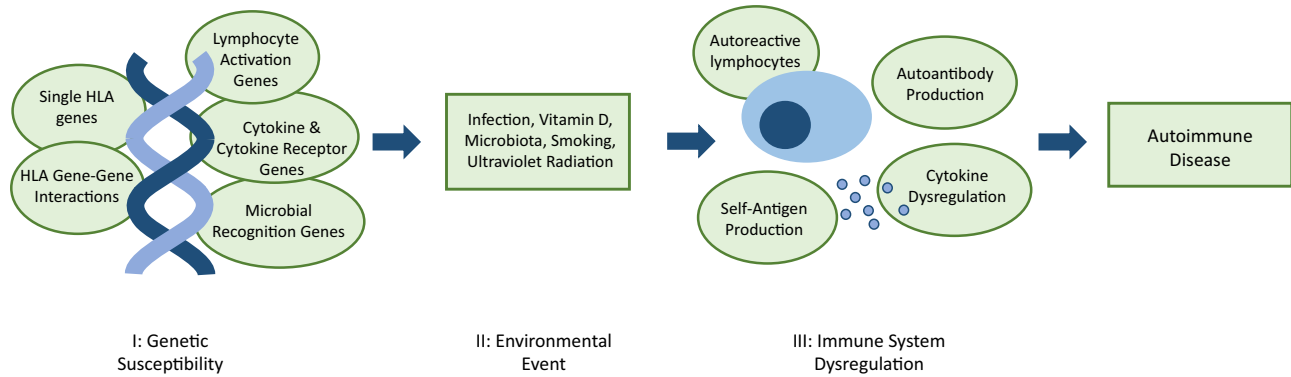 Lymphocyte
Activation
Genes
Single HLA
genes
Cytokine &
Cytokine Receptor
Genes
HLA Gene-Gene
Interactions
Microbial
Recognition Genes
Infection, Vitamin D,
Microbiota, Smoking,
Ultraviolet Radiation
Autoreactive
lymphocytes
Autoantibody
Production
Self-Antigen
Production
Cytokine
Dysregulation
Autoimmune
Disease
I: Genetic
Susceptibility
II: Environmental
Event
III: Immune System
Dysregulation